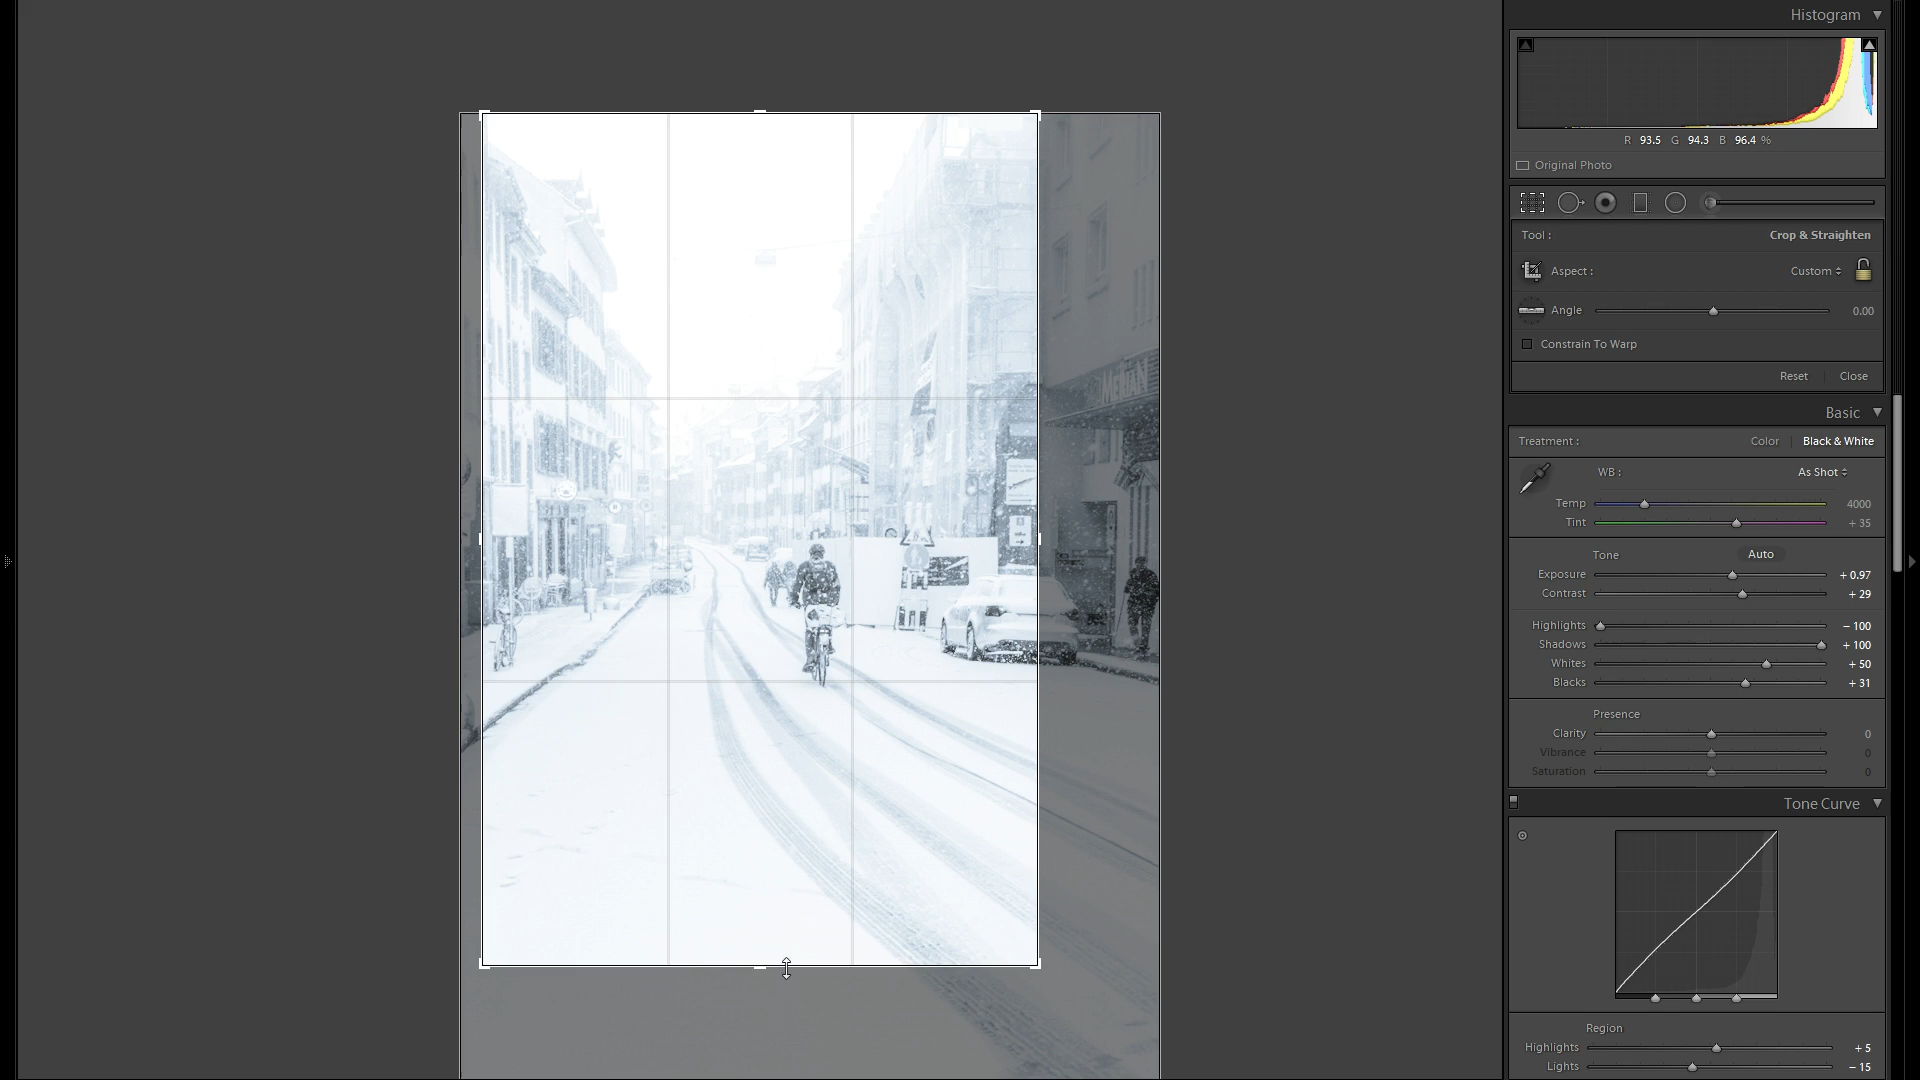 Histogram
R 93.5 G 94.3 B 96.4 %
Original Photo
Tool : Crop & Straighten
Aspect : Custom
Angle 0.00
Constrain To Warp
Reset Close
Basic
Treatment : Color Black & White
WB : As Shot
Temp 4000
Tint + 35
Tone Auto
Exposure + 0.97
Contrast + 29
Highlights − 100
Shadows + 100
Whites + 50
Blacks + 31
Presence
Clarity 0
Vibrance 0
Saturation 0
Tone Curve
Region
Highlights + 5
Lights − 15
MERIAN